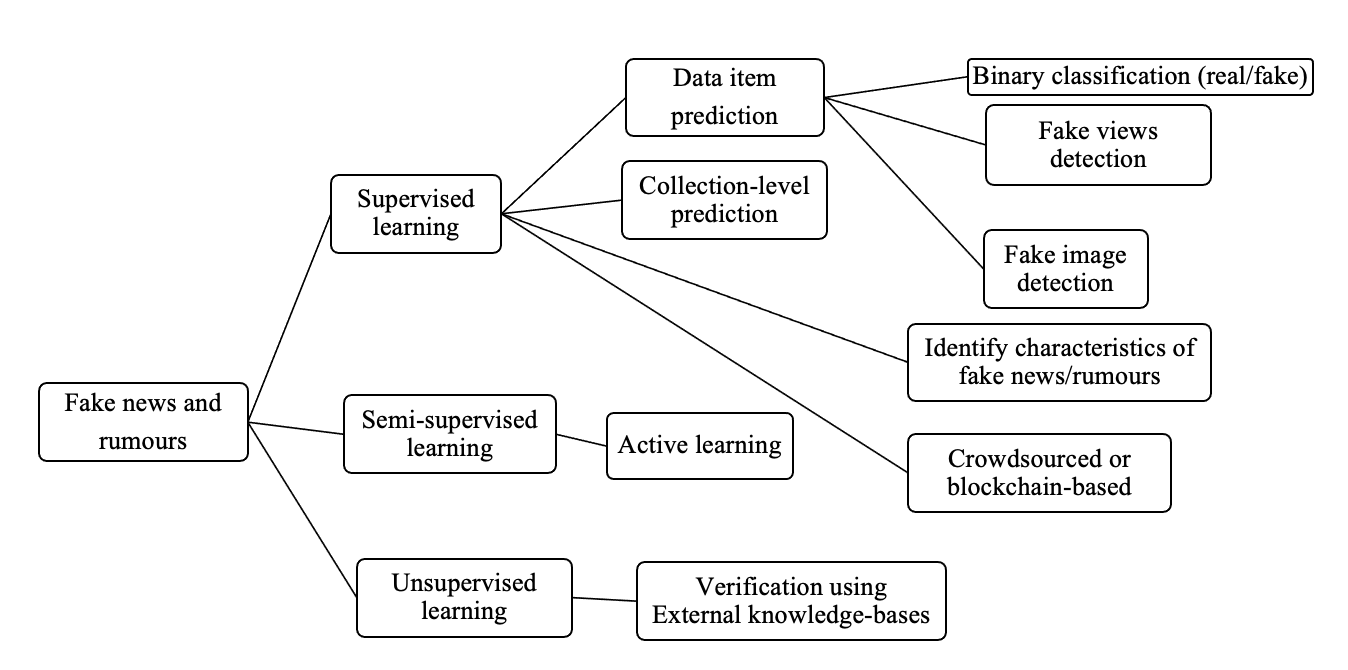 Data item
prediction
Binary classification (real/fake)
Fake views
detection
Collection-level
prediction
Supervised
learning
Fake image
detection
Identify characteristics of
fake news/rumours
Fake news and
rumours
Semi-supervised
learning
Active learning
Crowdsourced or
blockchain-based
Unsupervised
learning
Verification using
External knowledge-bases